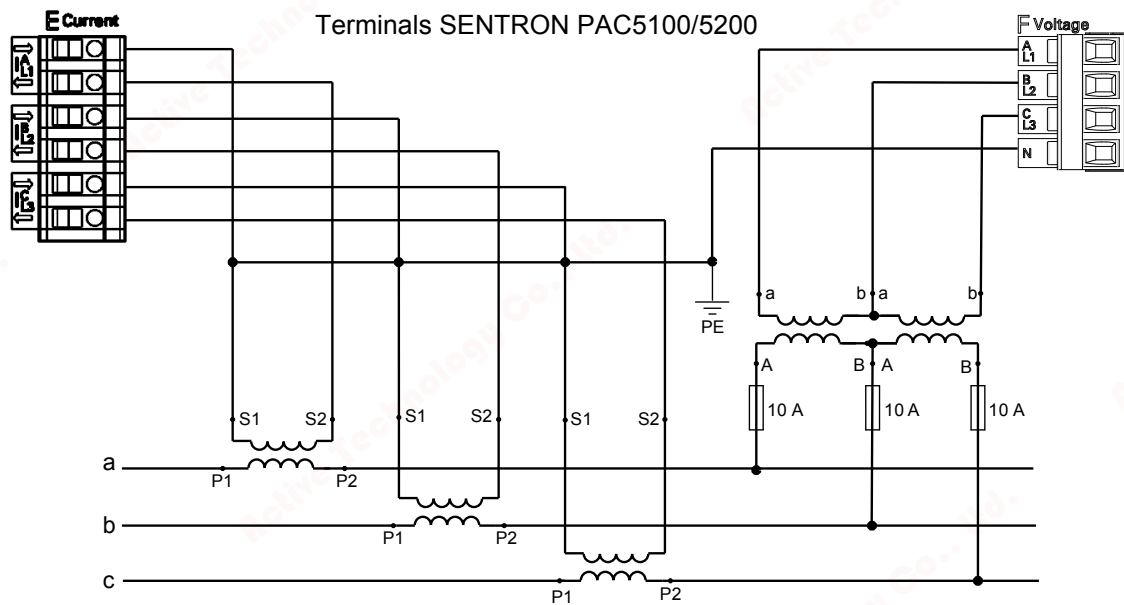 Terminals SENTRON PAC5100/5200
E Current
F Voltage
A
L1
B
L2
C
L3
N
a
b a
b
PE
A
B A
B
10 A
10 A
10 A
S1
S2
S1
S2
S1
S2
a
P1
P2
b
P1
P2
c
P1
P2